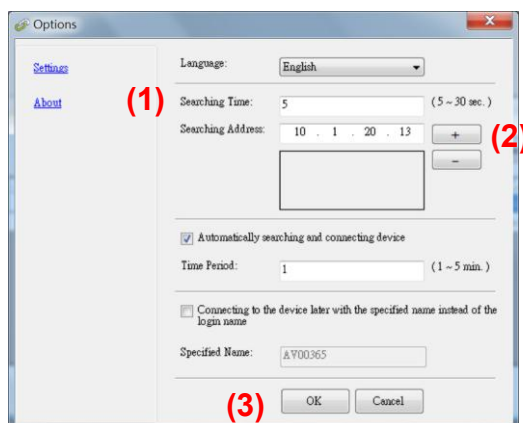 Options
Settings
About
Language: English
(1) Searching Time: 5 (5 ~ 30 sec.)
Searching Address: 10 . 1 . 20 . 13 + (2)
-
Automatically searching and connecting device
Time Period: 1 (1 ~ 5 min.)
Connecting to the device later with the specified name instead of the
login name
Specified Name: AV00365
(3) OK Cancel